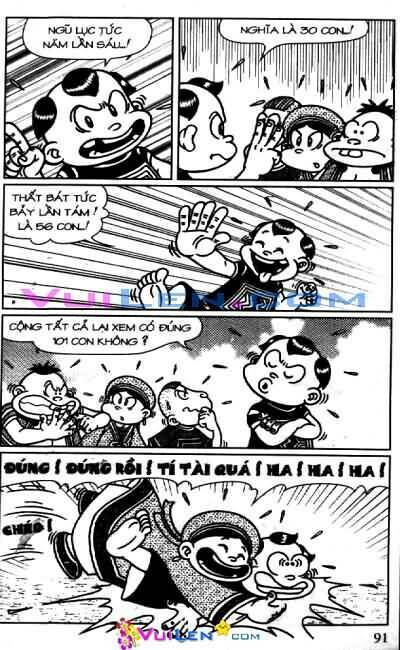 NGŨ LỤC TỨC
NĂM LẦN SÁU..!
NGHĨA LÀ 30 CON..!
THẤT BÁT TỨC
BẢY LẦN TÁM!
LÀ 56 CON..!
VUILEN.COM
CỘNG TẤT CẢ LẠI XEM CÓ ĐÚNG
101 CON KHÔNG ?
ĐÚNG ! ĐÚNG RỒI ! TÍ TÀI QUÁ ! HA ! HA ! HA !
GHÉO !
91
VUILEN.COM